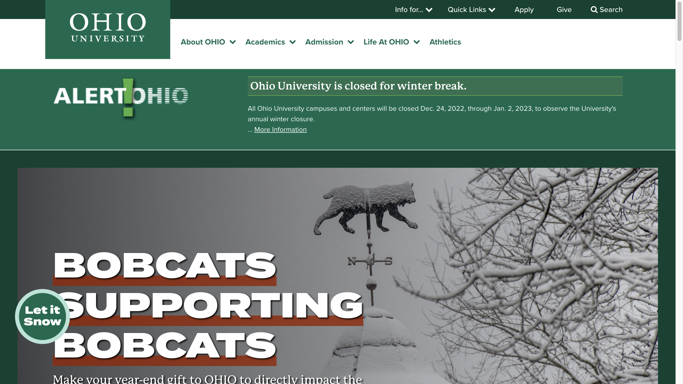 Info for...
Quick Links
Apply
Give
Search
OHIO
UNIVERSITY
About OHIO
Academics
Admission
Life At OHIO
Athletics
ALERT!OHIO
Ohio University is closed for winter break.
All Ohio University campuses and centers will be closed Dec. 24, 2022, through Jan. 2, 2023, to observe the University's
annual winter closure.
... More Information
N S
BOBCATS
SUPPORTING
BOBCATS
Let it
Snow
Make your year-end gift to OHIO to directly impact the